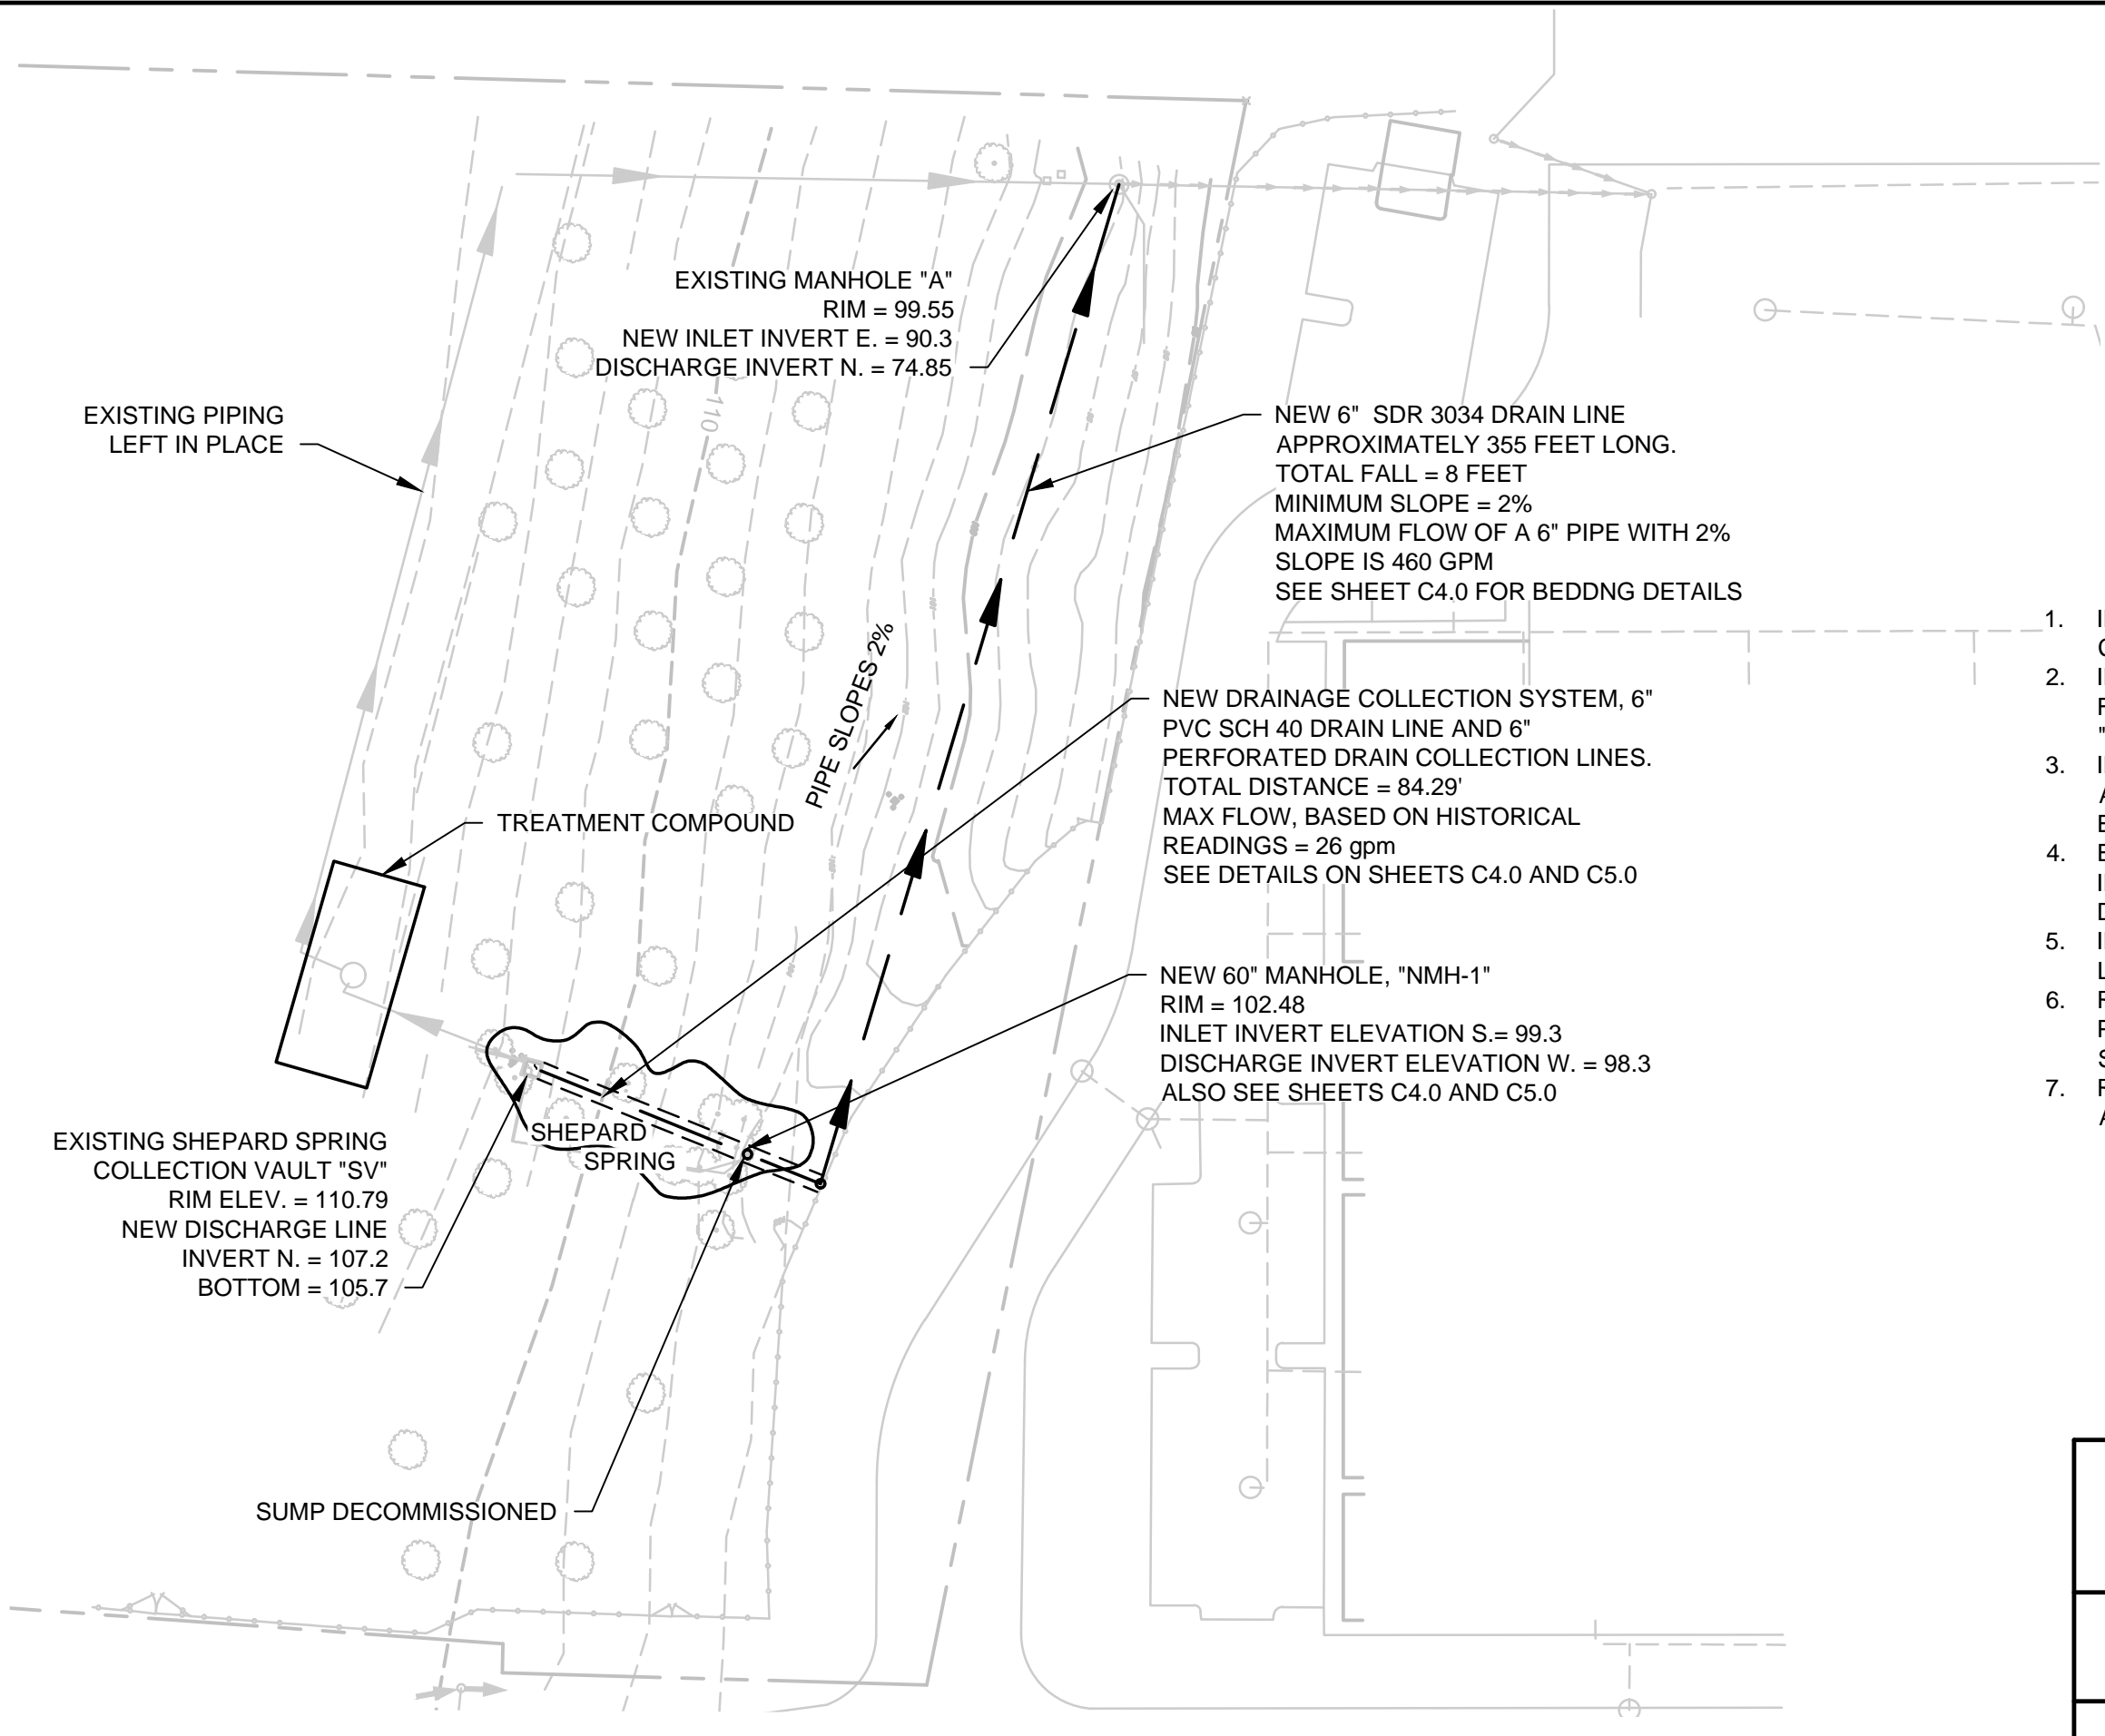 EXISTING MANHOLE "A"
RIM = 99.55
NEW INLET INVERT E. = 90.3
DISCHARGE INVERT N. = 74.85
EXISTING PIPING
LEFT IN PLACE
110
NEW 6" SDR 3034 DRAIN LINE
APPROXIMATELY 355 FEET LONG.
TOTAL FALL = 8 FEET
MINIMUM SLOPE = 2%
MAXIMUM FLOW OF A 6" PIPE WITH 2%
SLOPE IS 460 GPM
SEE SHEET C4.0 FOR BEDDNG DETAILS
PIPE SLOPES 2%
NEW DRAINAGE COLLECTION SYSTEM, 6"
PVC SCH 40 DRAIN LINE AND 6"
PERFORATED DRAIN COLLECTION LINES.
TOTAL DISTANCE = 84.29'
MAX FLOW, BASED ON HISTORICAL
READINGS = 26 gpm
SEE DETAILS ON SHEETS C4.0 AND C5.0
TREATMENT COMPOUND
NEW 60" MANHOLE, "NMH-1"
RIM = 102.48
INLET INVERT ELEVATION S.= 99.3
DISCHARGE INVERT ELEVATION W. = 98.3
ALSO SEE SHEETS C4.0 AND C5.0
SHEPARD
SPRING
EXISTING SHEPARD SPRING
COLLECTION VAULT "SV"
RIM ELEV. = 110.79
NEW DISCHARGE LINE
INVERT N. = 107.2
BOTTOM = 105.7
SUMP DECOMMISSIONED
1.
2.
3.
4.
5.
6.
7.